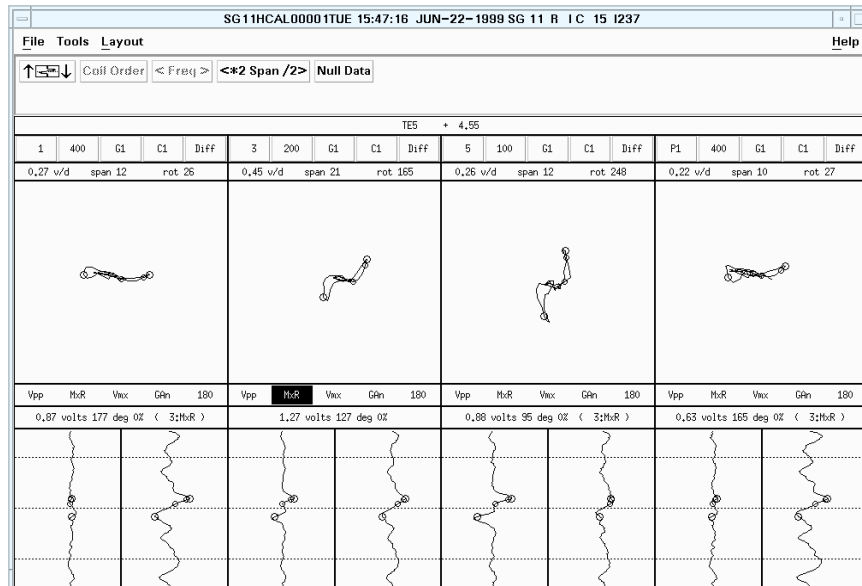 SG11HCAL00001TUE 15:47:16 JUN-22-1999 SG 11 R I C 15 I237
File Tools Layout Help
Coil Order < Freq > <*2 Span /2> Null Data
TE5 + 4.55
1 400 G1 C1 Diff 3 200 G1 C1 Diff 5 100 G1 C1 Diff P1 400 G1 C1 Diff
0.27 v/d span 12 rot 26 0.45 v/d span 21 rot 165 0.26 v/d span 12 rot 248 0.22 v/d span 10 rot 27
Vpp MxR Vmx GAn 180 Vpp MxR Vmx GAn 180 Vpp MxR Vmx GAn 180 Vpp MxR Vmx GAn 180
0.87 volts 177 deg 0% ( 3:MxR ) 1.27 volts 127 deg 0% 0.88 volts 95 deg 0% ( 3:MxR ) 0.63 volts 165 deg 0% ( 3:MxR )